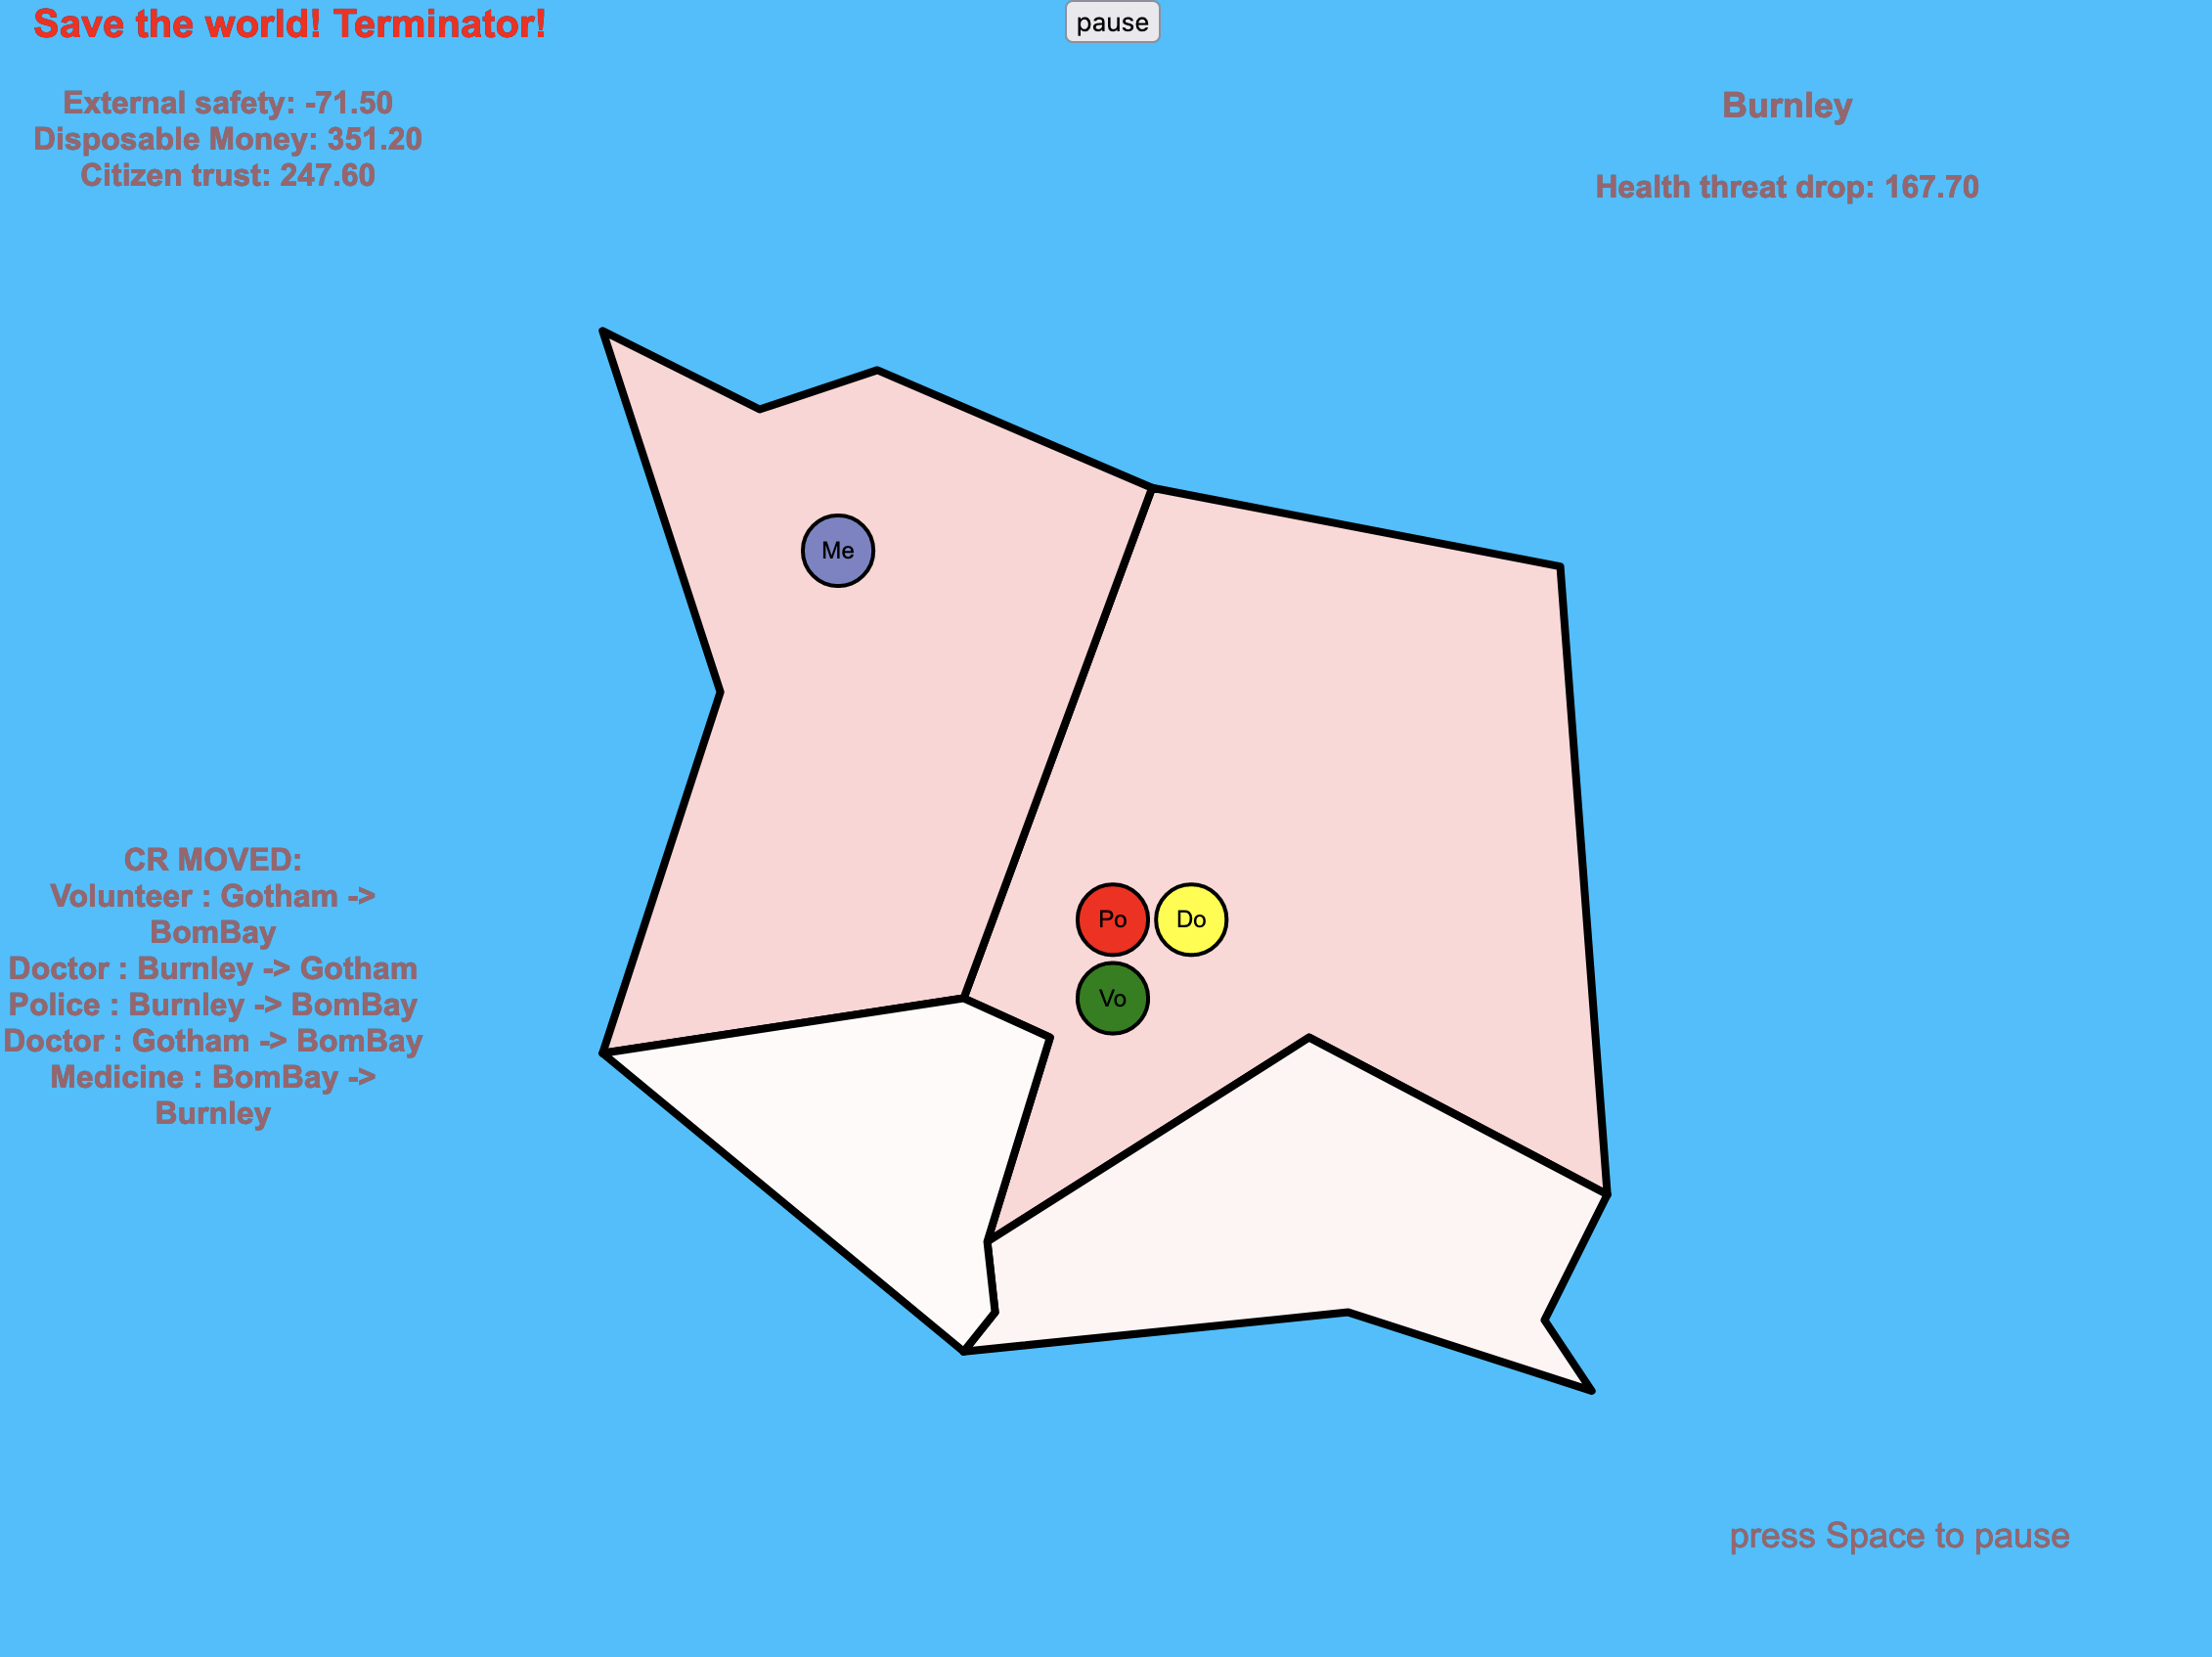 Save the world! Terminator!
pause
External safety: -71.50
Disposable Money: 351.20
Citizen trust: 247.60
Burnley
Health threat drop: 167.70
Me
Po
Do
Vo
CR MOVED:
Volunteer : Gotham ->
BomBay
Doctor : Burnley -> Gotham
Police : Burnley -> BomBay
Doctor : Gotham -> BomBay
Medicine : BomBay ->
Burnley
press Space to pause